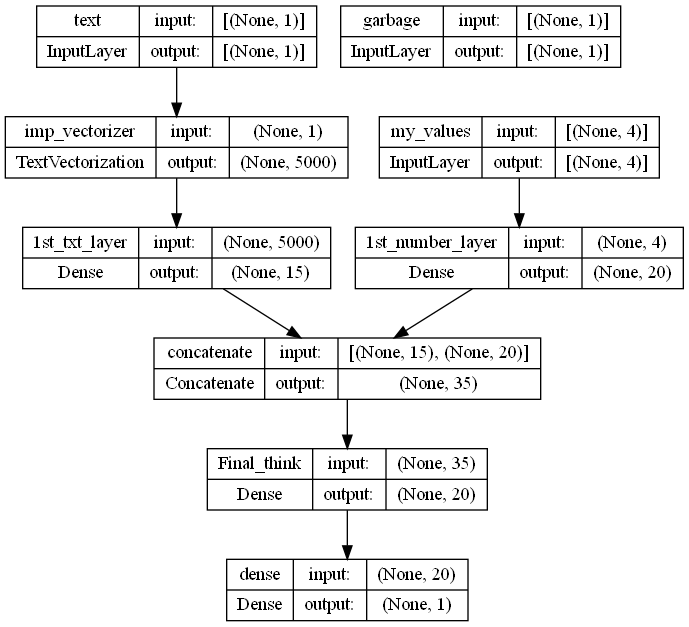 text input: [(None, 1)]
InputLayer output: [(None, 1)]
garbage input: [(None, 1)]
InputLayer output: [(None, 1)]
imp_vectorizer input: (None, 1)
TextVectorization output: (None, 5000)
my_values input: [(None, 4)]
InputLayer output: [(None, 4)]
1st_txt_layer input: (None, 5000)
Dense output: (None, 15)
1st_number_layer input: (None, 4)
Dense output: (None, 20)
concatenate input: [(None, 15), (None, 20)]
Concatenate output: (None, 35)
Final_think input: (None, 35)
Dense output: (None, 20)
dense input: (None, 20)
Dense output: (None, 1)